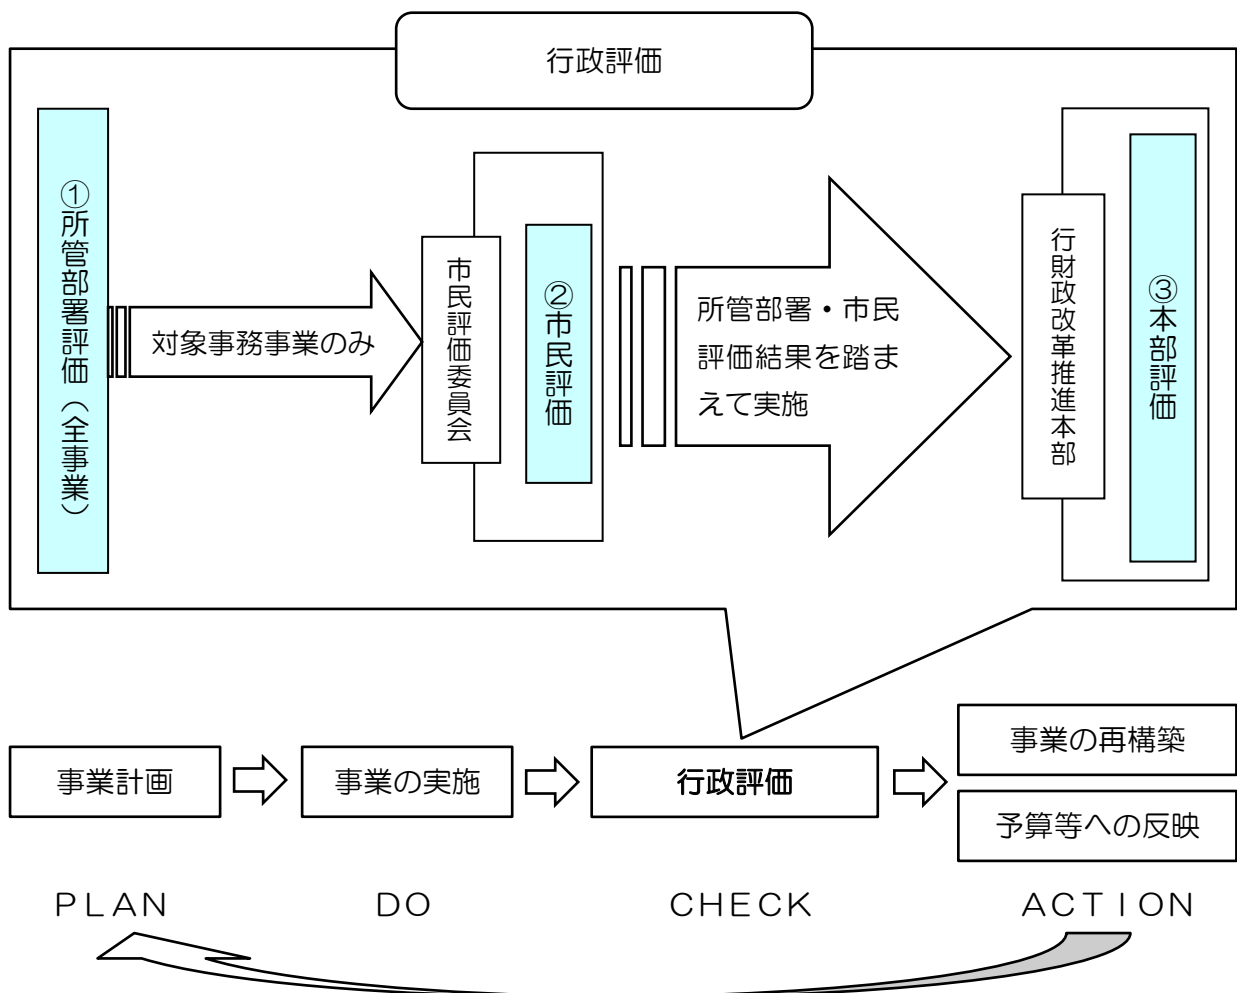 行政評価
①所管部署評価（全事業）
対象事務事業のみ
市民評価委員会
②市民評価
所管部署・市民
評価結果を踏ま
えて実施
行財政改革推進本部
③本部評価
事業計画
事業の実施
行政評価
事業の再構築
予算等への反映
ＰＬＡＮ
ＤＯ
ＣＨＥＣＫ
ＡＣＴＩＯＮ